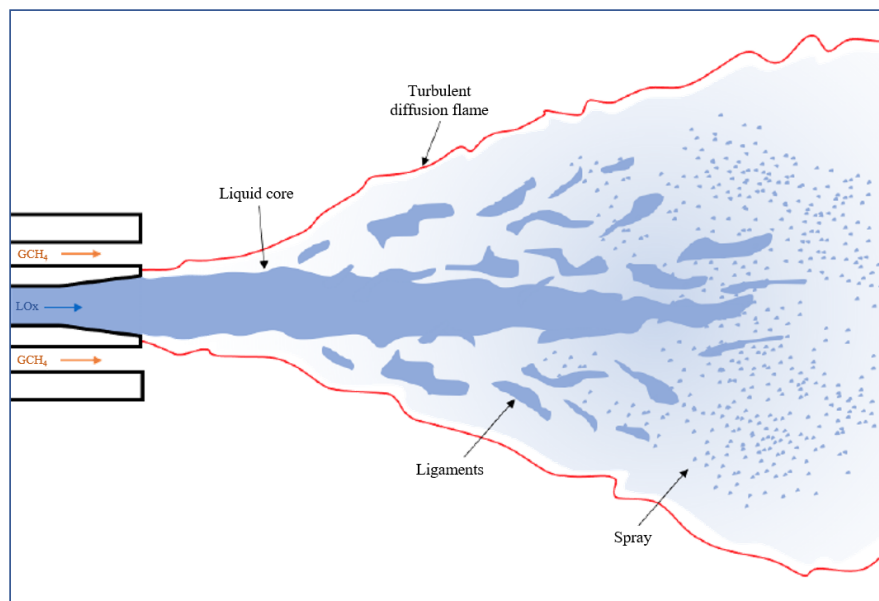 Turbulent
diffusion flame
Liquid core
GCH₄
LOx
GCH₄
Ligaments
Spray